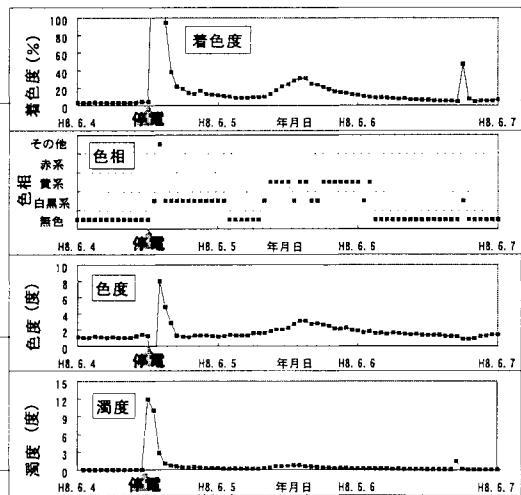 着色度 (%)
着色度
100
80
60
40
20
0
H8.6.4
停電
H8.6.5
年月日
H8.6.6
H8.6.7
色相
その他
赤系
黄系
白黒系
無色
H8.6.4
停電
H8.6.5
年月日
H8.6.6
H8.6.7
色度 (度)
色度
10
8
6
4
2
0
H8.6.4
停電
H8.6.5
年月日
H8.6.6
H8.6.7
濁度 (度)
濁度
15
12
9
6
3
0
H8.6.4
停電
H8.6.5
年月日
H8.6.6
H8.6.7